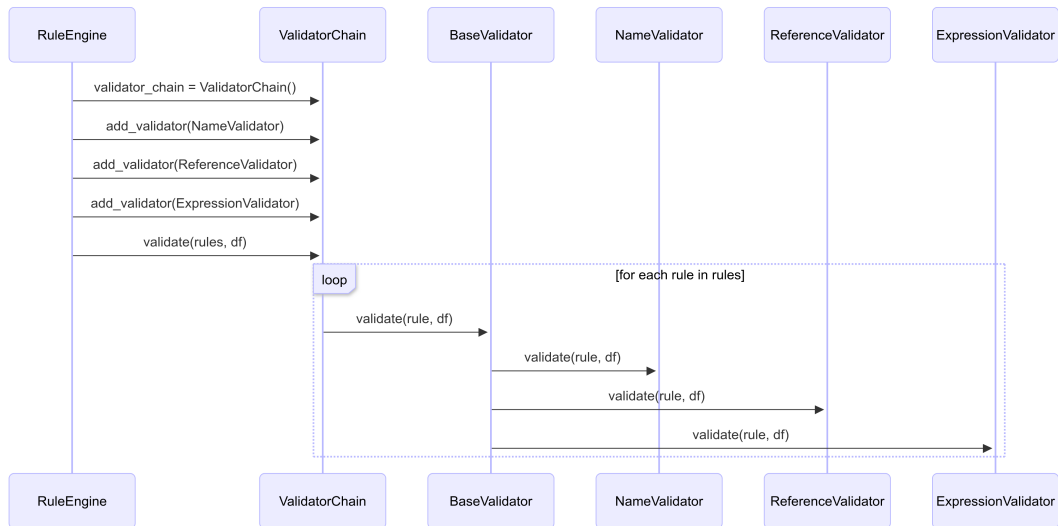 RuleEngine
ValidatorChain
BaseValidator
NameValidator
ReferenceValidator
ExpressionValidator
validator_chain = ValidatorChain()
add_validator(NameValidator)
add_validator(ReferenceValidator)
add_validator(ExpressionValidator)
validate(rules, df)
loop
[for each rule in rules]
validate(rule, df)
validate(rule, df)
validate(rule, df)
validate(rule, df)
RuleEngine
ValidatorChain
BaseValidator
NameValidator
ReferenceValidator
ExpressionValidator